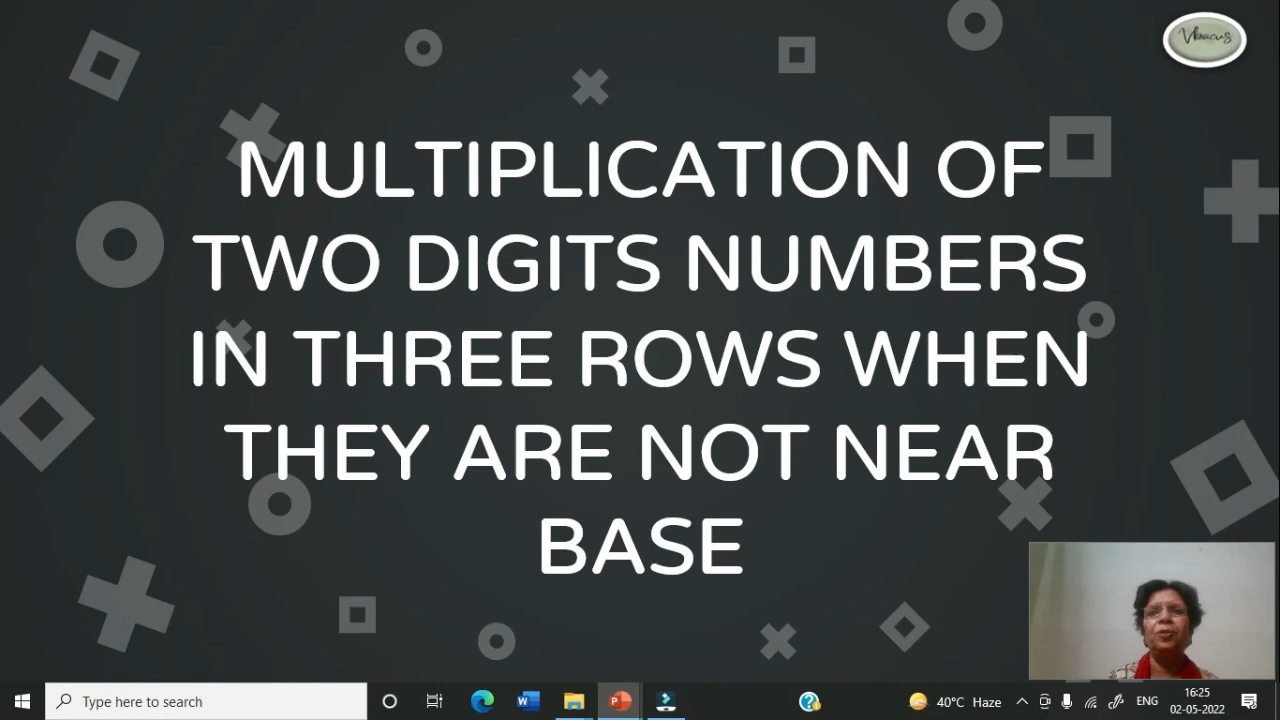 Vbacus
MULTIPLICATION OF
TWO DIGITS NUMBERS
IN THREE ROWS WHEN
THEY ARE NOT NEAR
BASE
Type here to search
40°C Haze
ENG
16:25
02-05-2022